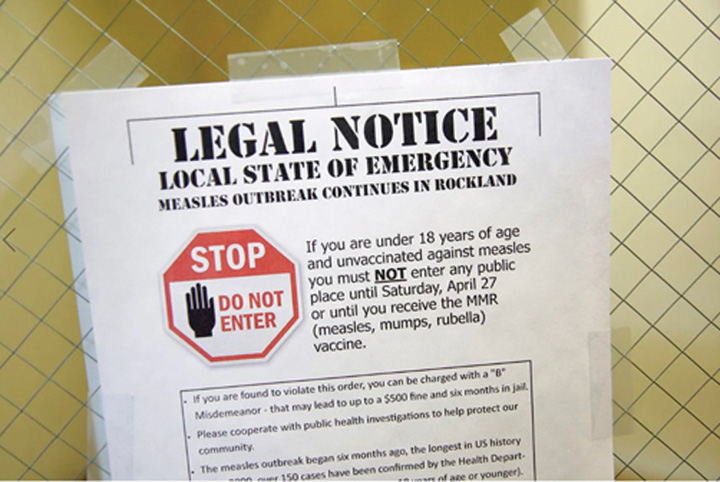 LEGAL NOTICE
LOCAL STATE OF EMERGENCY
MEASLES OUTBREAK CONTINUES IN ROCKLAND
STOP
DO NOT
ENTER
If you are under 18 years of age
and unvaccinated against measles
you must NOT enter any public
place until Saturday, April 27
or until you receive the MMR
(measles, mumps, rubella)
vaccine.
• If you are found to violate this order, you can be charged with a "B"
Misdemeanor - that may lead to up to a $500 fine and six months in jail.
• Please cooperate with public health investigations to help protect our
community.
• The measles outbreak began six months ago, the longest in US history
over 150 cases have been confirmed by the Health Depart-
years of age or younger).